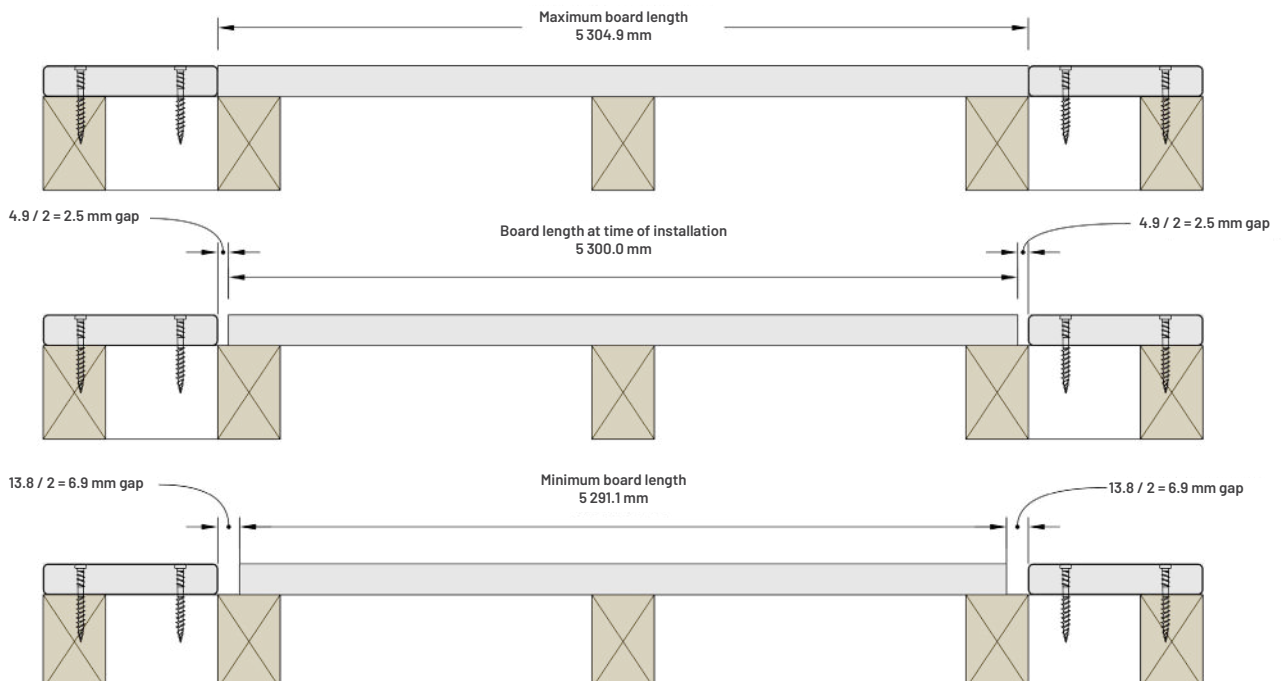 Maximum board length
5 304.9 mm
4.9 / 2 = 2.5 mm gap
Board length at time of installation
5 300.0 mm
4.9 / 2 = 2.5 mm gap
13.8 / 2 = 6.9 mm gap
Minimum board length
5 291.1 mm
13.8 / 2 = 6.9 mm gap